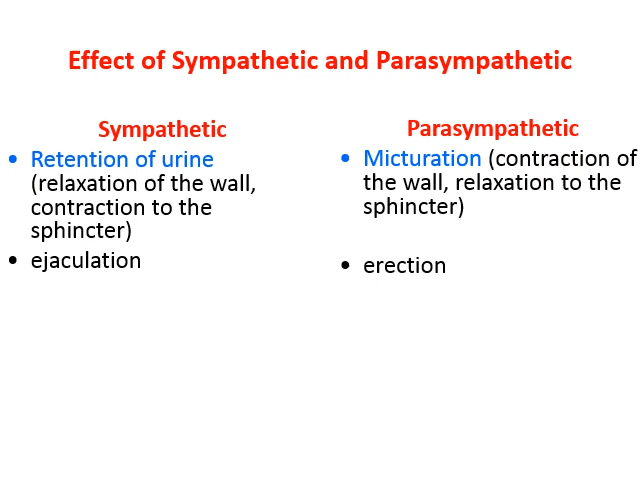 Effect of Sympathetic and Parasympathetic
Sympathetic
• Retention of urine
(relaxation of the wall,
contraction to the
sphincter)
• ejaculation
Parasympathetic
• Micturation (contraction of
the wall, relaxation to the
sphincter)
• erection